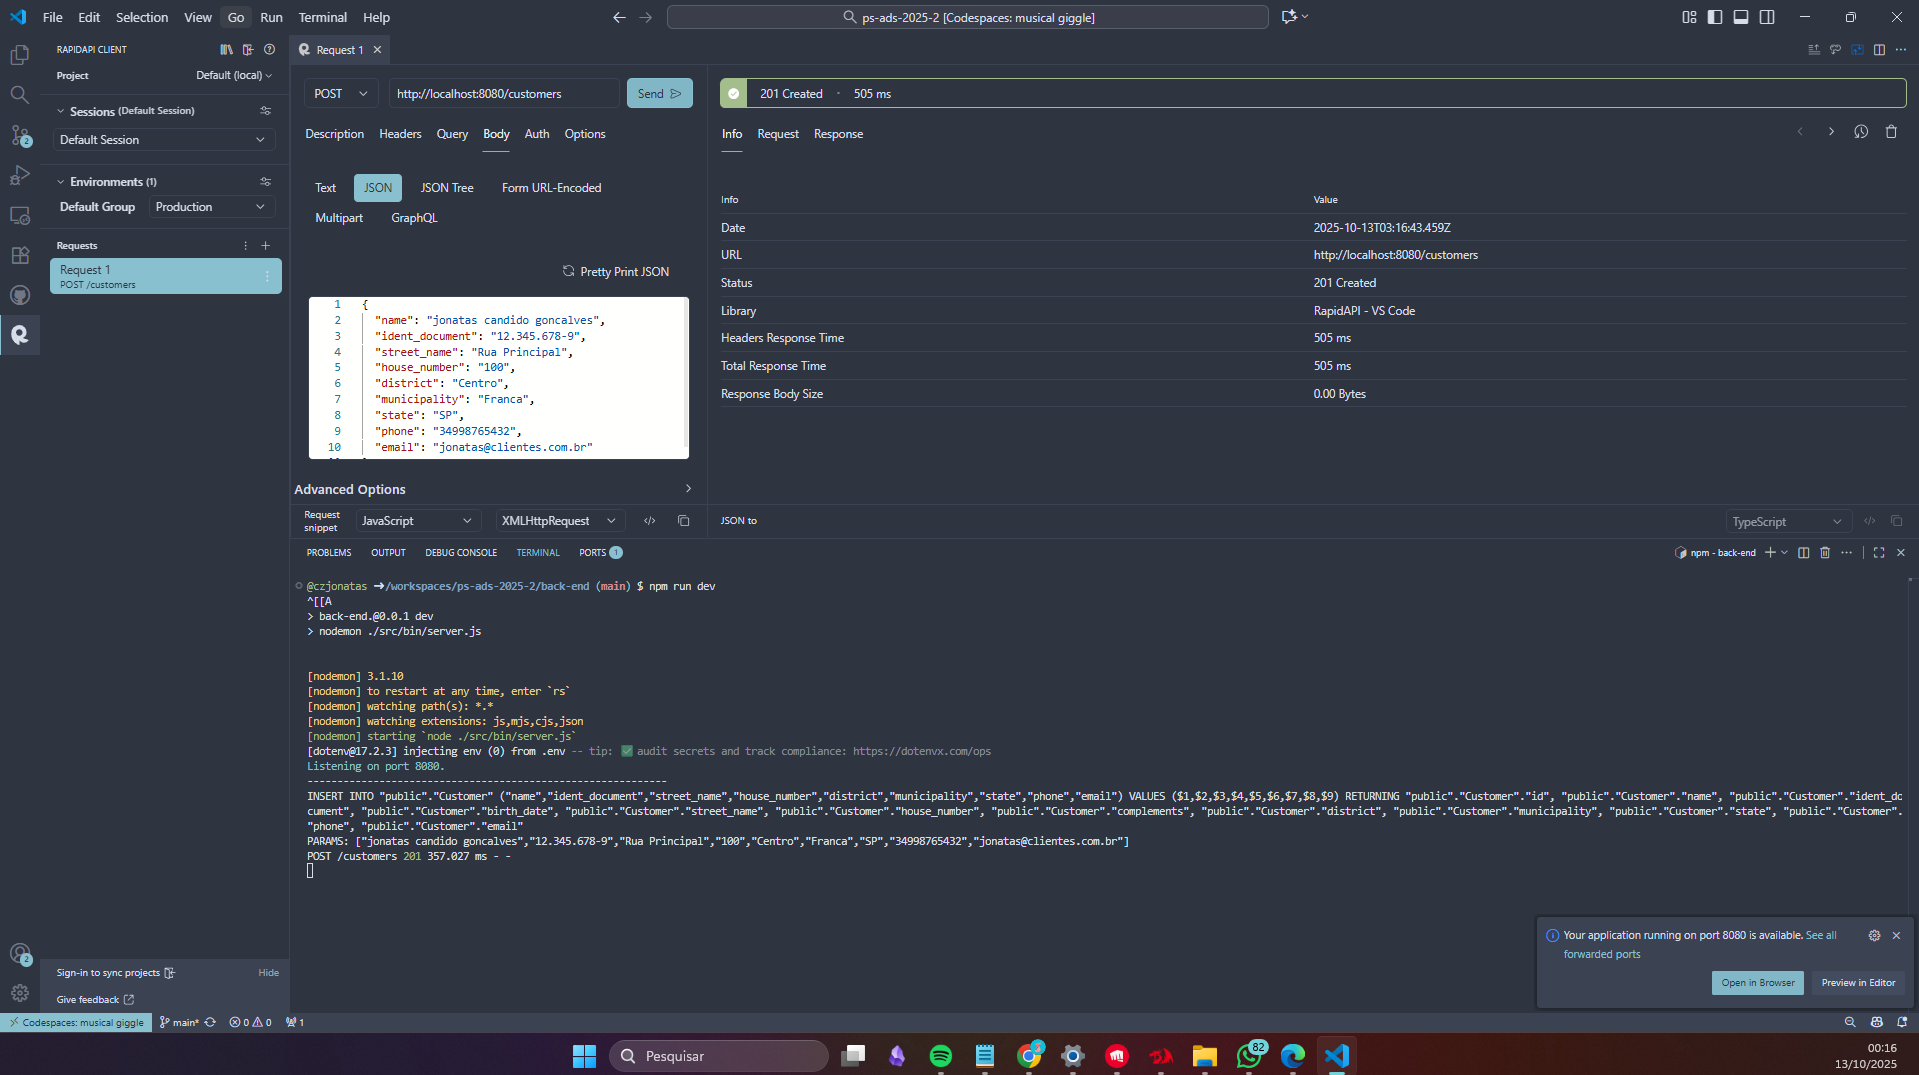 File Edit Selection View Go Run Terminal Help
ps-ads-2025-2 [Codespaces: musical giggle]
RAPIDAPI CLIENT
Project Default (local)
Sessions (Default Session)
Default Session
Environments (1)
Default Group Production
Requests
Request 1
POST /customers
Sign-in to sync projects Hide
Give feedback
Request 1
POST http://localhost:8080/customers Send
Description Headers Query Body Auth Options
Text JSON JSON Tree Form URL-Encoded
Multipart GraphQL
Pretty Print JSON
1 {
2 "name": "jonatas candido goncalves",
3 "ident_document": "12.345.678-9",
4 "street_name": "Rua Principal",
5 "house_number": "100",
6 "district": "Centro",
7 "municipality": "Franca",
8 "state": "SP",
9 "phone": "34998765432",
10 "email": "jonatas@clientes.com.br"
Advanced Options
Request snippet JavaScript XMLHttpRequest
201 Created · 505 ms
Info Request Response
Info Value
Date 2025-10-13T03:16:43.459Z
URL http://localhost:8080/customers
Status 201 Created
Library RapidAPI - VS Code
Headers Response Time 505 ms
Total Response Time 505 ms
Response Body Size 0.00 Bytes
JSON to TypeScript
PROBLEMS OUTPUT DEBUG CONSOLE TERMINAL PORTS 1
npm - back-end
@czjonatas ➜/workspaces/ps-ads-2025-2/back-end (main) $ npm run dev
^[[A
> back-end.@0.0.1 dev
> nodemon ./src/bin/server.js
[nodemon] 3.1.10
[nodemon] to restart at any time, enter `rs`
[nodemon] watching path(s): *.*
[nodemon] watching extensions: js,mjs,cjs,json
[nodemon] starting `node ./src/bin/server.js`
[dotenv@17.2.3] injecting env (0) from .env -- tip: ✅ audit secrets and track compliance: https://dotenvx.com/ops
Listening on port 8080.
------------------------------------------------------------
INSERT INTO "public"."Customer" ("name","ident_document","street_name","house_number","district","municipality","state","phone","email") VALUES ($1,$2,$3,$4,$5,$6,$7,$8,$9) RETURNING "public"."Customer"."id", "public"."Customer"."name", "public"."Customer"."ident_do
cument", "public"."Customer"."birth_date", "public"."Customer"."street_name", "public"."Customer"."house_number", "public"."Customer"."complements", "public"."Customer"."district", "public"."Customer"."municipality", "public"."Customer"."state", "public"."Customer".
"phone", "public"."Customer"."email"
PARAMS: ["jonatas candido goncalves","12.345.678-9","Rua Principal","100","Centro","Franca","SP","34998765432","jonatas@clientes.com.br"]
POST /customers 201 357.027 ms - -
Your application running on port 8080 is available. See all
forwarded ports
Open in Browser Preview in Editor
Codespaces: musical giggle main* 0 0 1
2
2
Pesquisar
3
82
00:16
13/10/2025